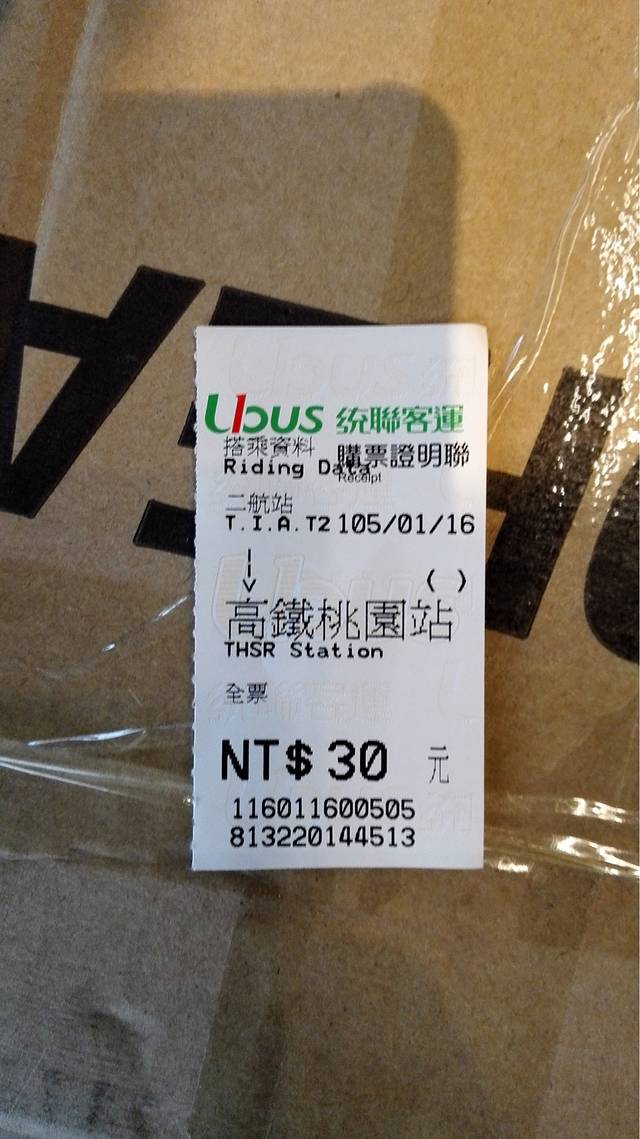 Ubus 統聯客運
搭乘資料 購票證明聯
Riding Data Receipt
二航站
T.I.A.T2 105/01/16
( )
高鐵桃園站
THSR Station
全票
NT$30 元
116011600505
813220144513